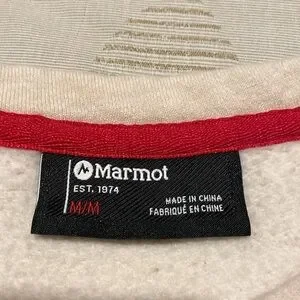 Marmot
EST. 1974
M/M
MADE IN CHINA
FABRIQUÉ EN CHINE